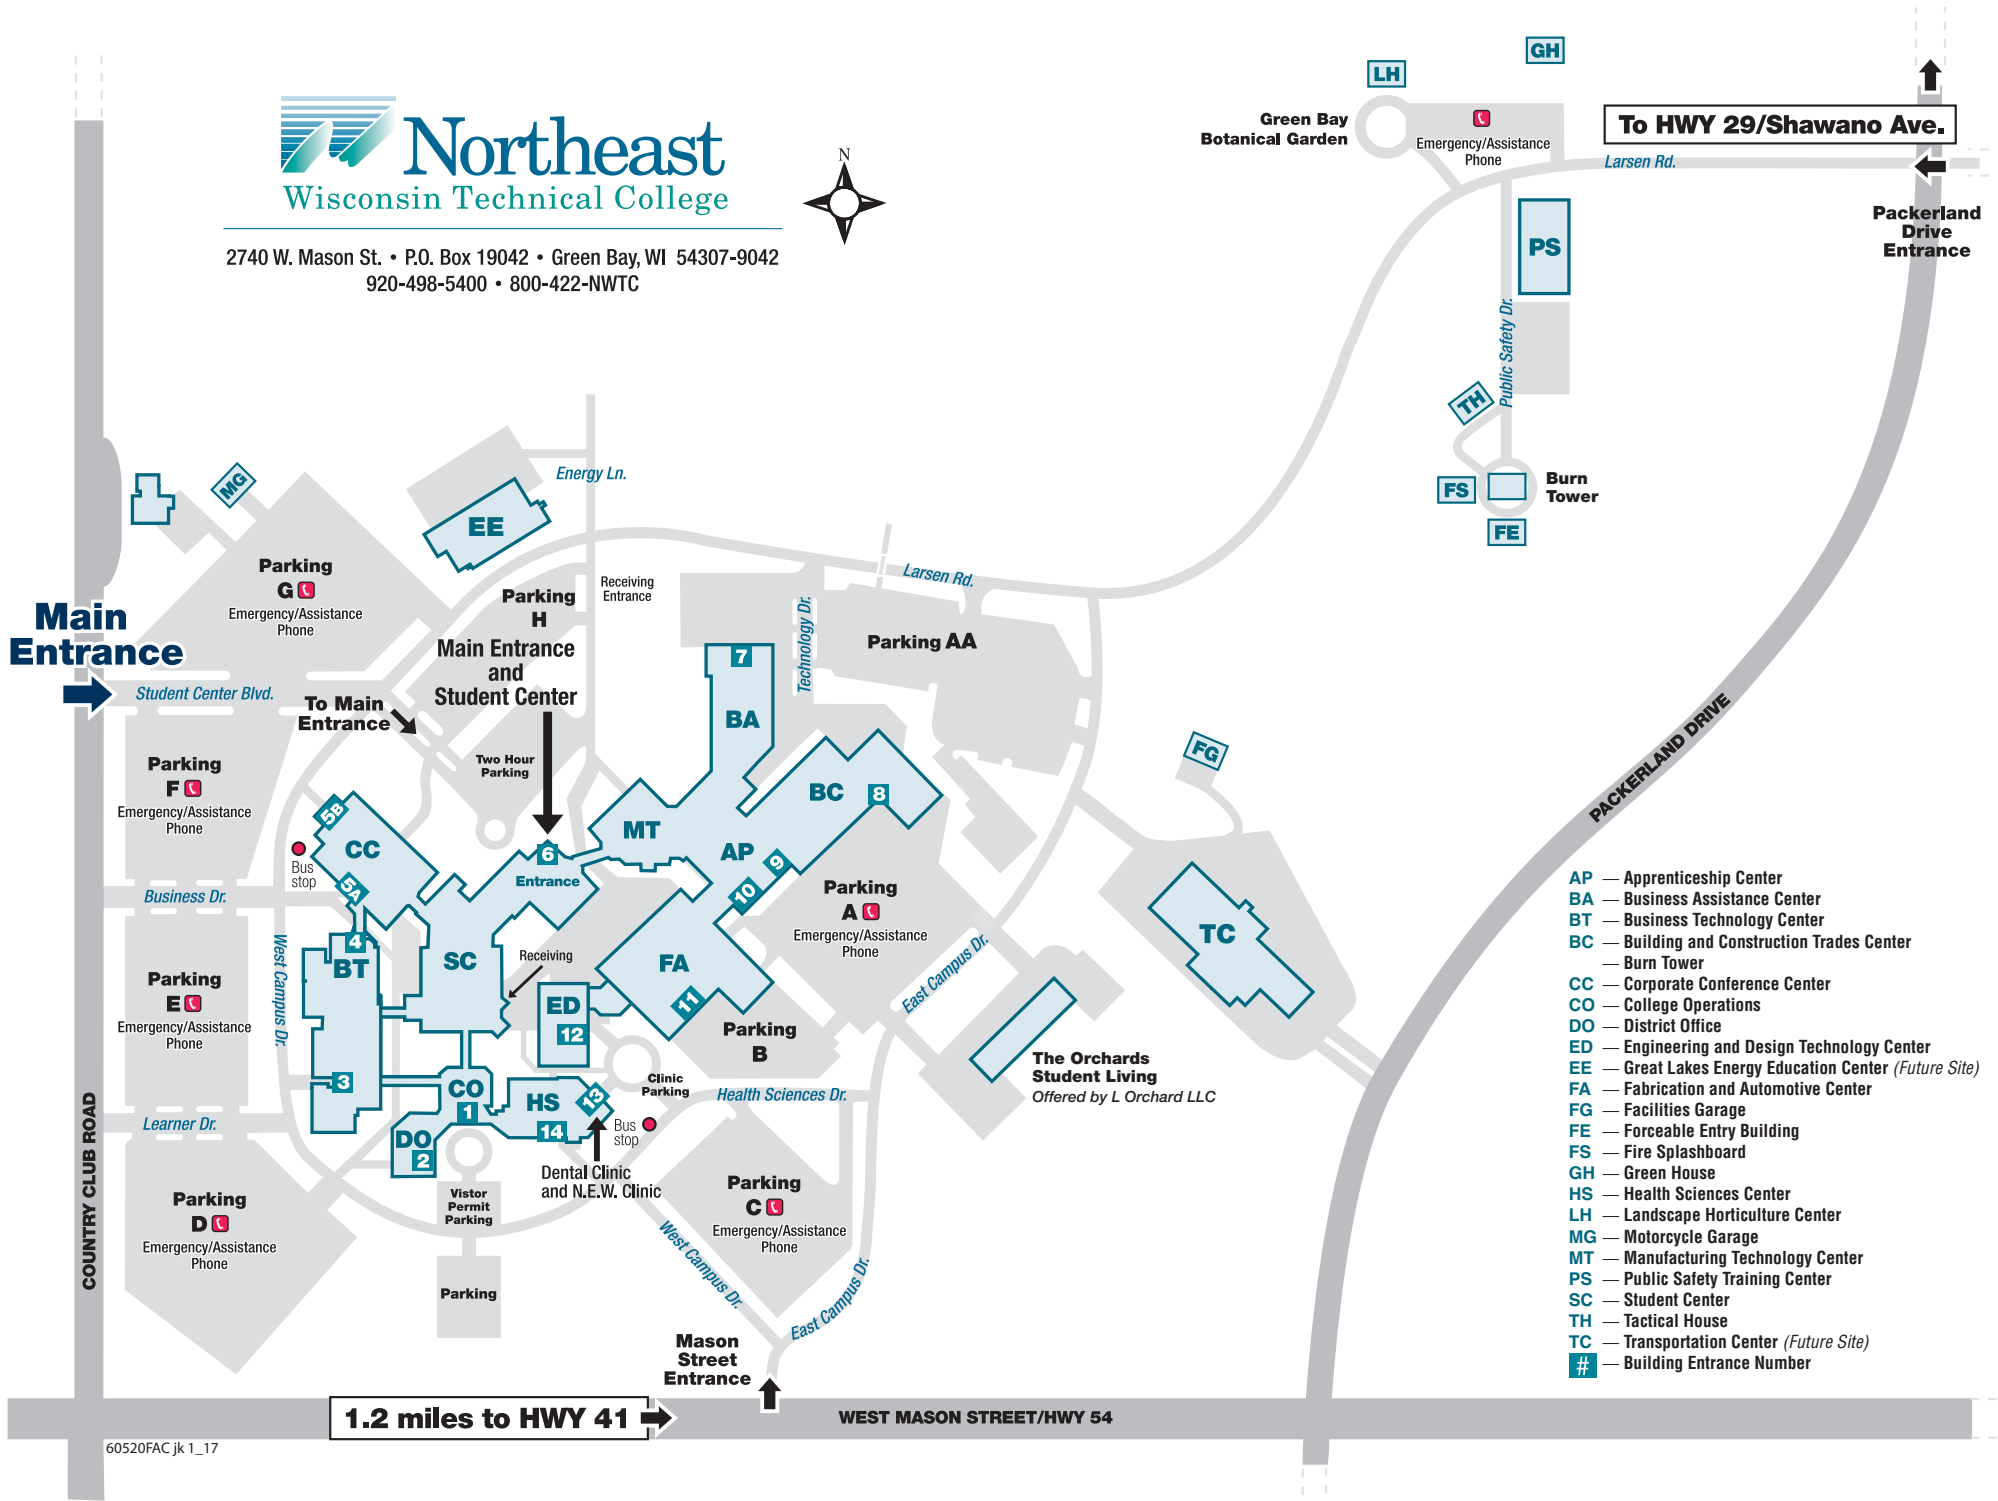 Northeast
Wisconsin Technical College
2740 W. Mason St. • P.O. Box 19042 • Green Bay, WI 54307-9042
920-498-5400 • 800-422-NWTC
N
GH
LH
Green Bay
Botanical Garden
Emergency/Assistance
Phone
To HWY 29/Shawano Ave.
Larsen Rd.
Packerland
Drive
Entrance
PS
Public Safety Dr.
TH
FS
Burn
Tower
FE
MG
EE
Energy Ln.
Parking
G
Emergency/Assistance
Phone
Parking
H
Receiving
Entrance
Main Entrance
and
Student Center
Main
Entrance
Student Center Blvd.
To Main
Entrance
Two Hour
Parking
Larsen Rd.
Technology Dr.
Parking AA
7
BA
Parking
F
Emergency/Assistance
Phone
5B
CC
5A
Bus
stop
6
Entrance
MT
AP
BC
8
9
10
FG
PACKERLAND DRIVE
Business Dr.
West Campus Dr.
4
BT
SC
Receiving
FA
11
Parking
A
Emergency/Assistance
Phone
East Campus Dr.
TC
Parking
E
Emergency/Assistance
Phone
ED
12
Parking
B
The Orchards
Student Living
Offered by L Orchard LLC
3
CO
1
HS
13
14
Clinic
Parking
Health Sciences Dr.
Bus
stop
Learner Dr.
DO
2
Dental Clinic
and N.E.W. Clinic
COUNTRY CLUB ROAD
Parking
D
Emergency/Assistance
Phone
Vistor
Permit
Parking
Parking
Parking
C
Emergency/Assistance
Phone
West Campus Dr.
East Campus Dr.
Mason
Street
Entrance
1.2 miles to HWY 41
WEST MASON STREET/HWY 54
60520FAC jk 1_17
AP — Apprenticeship Center
BA — Business Assistance Center
BT — Business Technology Center
BC — Building and Construction Trades Center
— Burn Tower
CC — Corporate Conference Center
CO — College Operations
DO — District Office
ED — Engineering and Design Technology Center
EE — Great Lakes Energy Education Center (Future Site)
FA — Fabrication and Automotive Center
FG — Facilities Garage
FE — Forceable Entry Building
FS — Fire Splashboard
GH — Green House
HS — Health Sciences Center
LH — Landscape Horticulture Center
MG — Motorcycle Garage
MT — Manufacturing Technology Center
PS — Public Safety Training Center
SC — Student Center
TH — Tactical House
TC — Transportation Center (Future Site)
# — Building Entrance Number